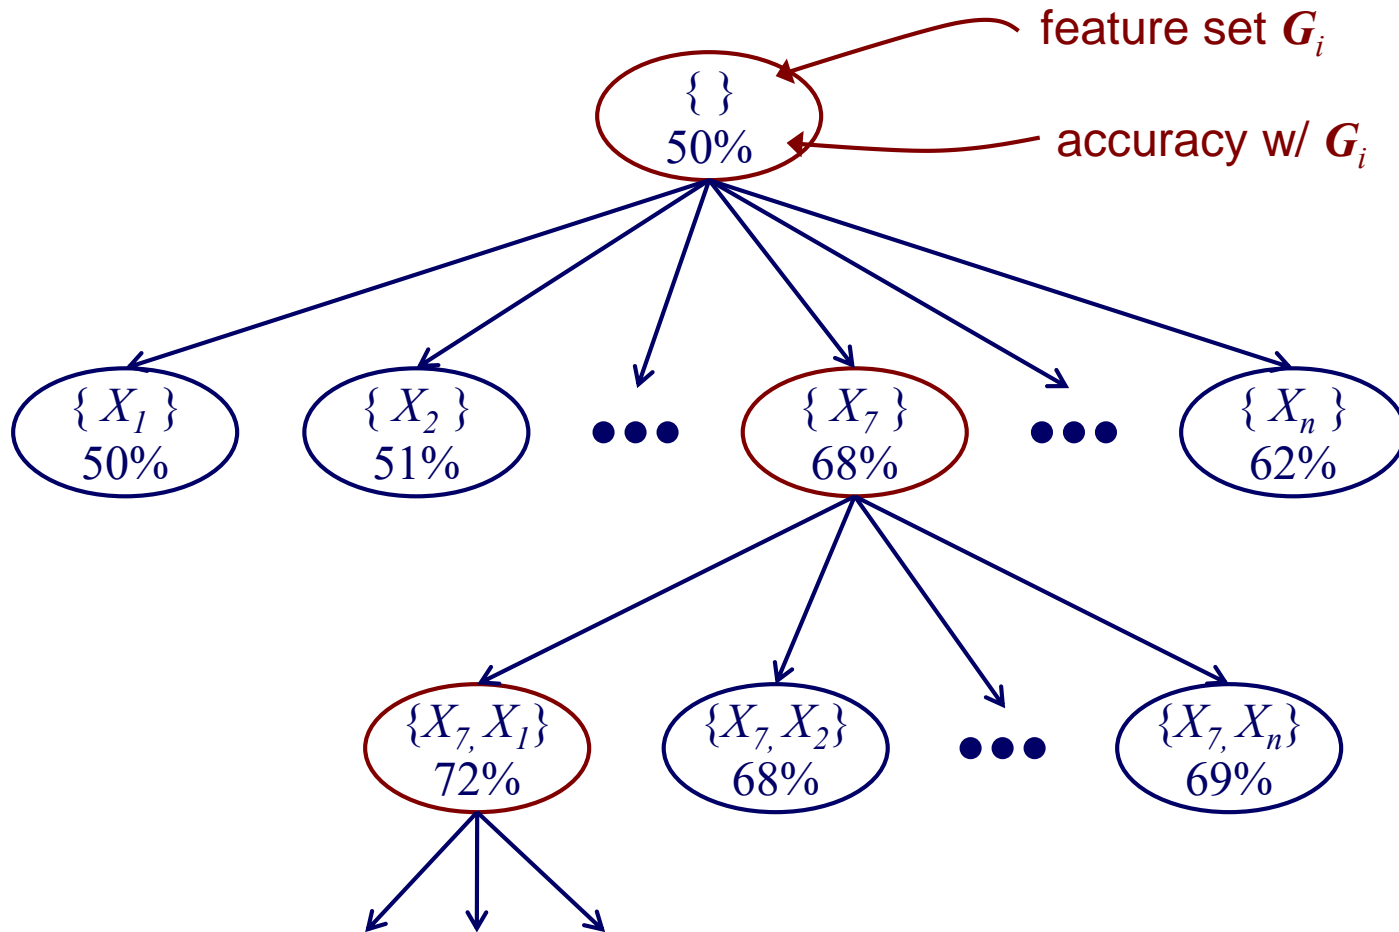 feature set G_i
{ }
50%
accuracy w/ G_i
{ X_1 }
50%
{ X_2 }
51%
●●●
{ X_7 }
68%
●●●
{ X_n }
62%
{X_7, X_1}
72%
{X_7, X_2}
68%
●●●
{X_7, X_n}
69%